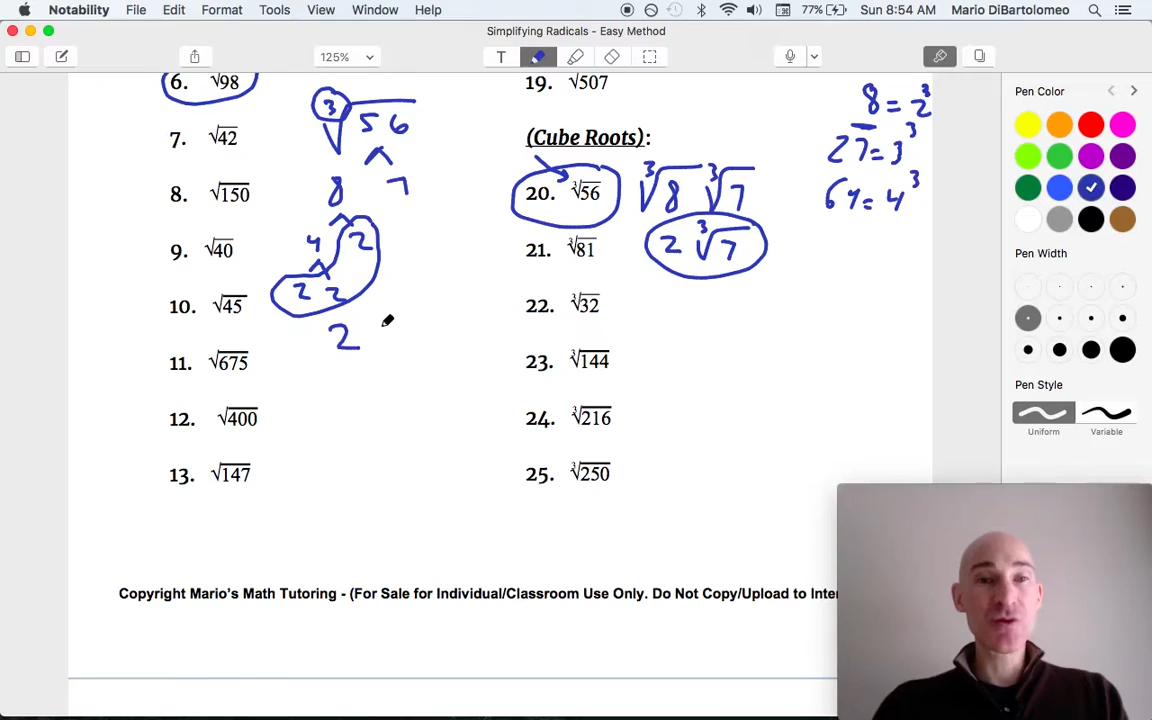 Notability File Edit Format Tools View Window Help 77% Sun 8:54 AM Mario DiBartolomeo
Simplifying Radicals - Easy Method
125% T
6. √98
7. √42
8. √150
9. √40
10. √45
11. √675
12. √400
13. √147
3√56
8 7
4 2
2 2
2
19. √507
(Cube Roots):
20. ∛56
21. ∛81
22. ∛32
23. ∛144
24. ∛216
25. ∛250
∛8 ∛7
2 ∛7
8 = 2³
27 = 3³
64 = 4³
Copyright Mario's Math Tutoring - (For Sale for Individual/Classroom Use Only. Do Not Copy/Upload to Inter
Pen Color
Pen Width
Pen Style
Uniform Variable